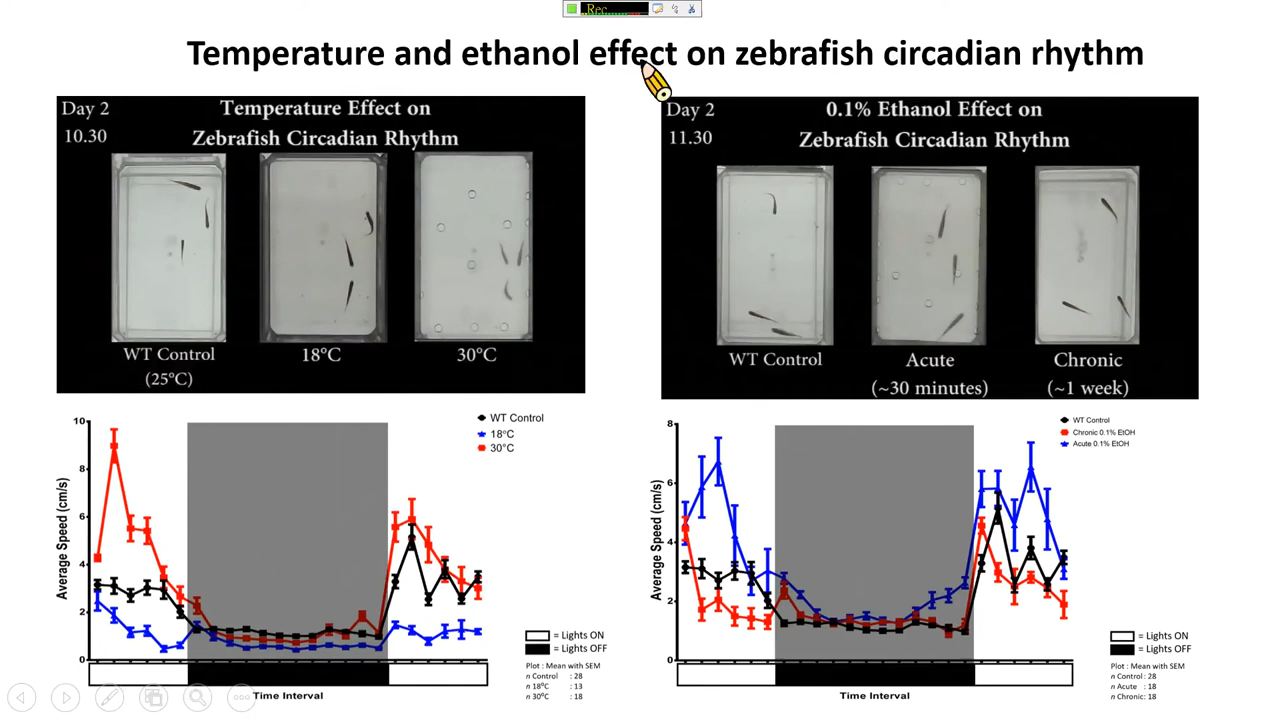 Rec
Temperature and ethanol effect on zebrafish circadian rhythm
Day 2
10.30
Temperature Effect on
Zebrafish Circadian Rhythm
WT Control
(25°C)
18°C
30°C
Day 2
11.30
0.1% Ethanol Effect on
Zebrafish Circadian Rhythm
WT Control
Acute
(~30 minutes)
Chronic
(~1 week)
Average Speed (cm/s)
10
8
6
4
2
0
WT Control
18°C
30°C
Time Interval
= Lights ON
= Lights OFF
Plot : Mean with SEM
n Control : 28
n 18°C : 13
n 30°C : 18
Average Speed (cm/s)
8
6
4
2
0
WT Control
Chronic 0.1% EtOH
Acute 0.1% EtOH
Time Interval
= Lights ON
= Lights OFF
Plot : Mean with SEM
n Control : 28
n Acute : 18
n Chronic: 18